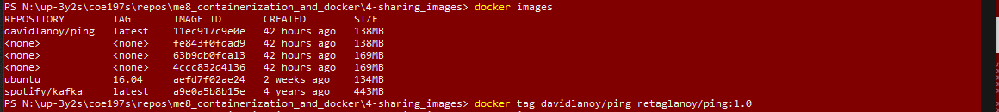 PS N:\up-3y2s\coe197s\repos\me8_containerization_and_docker\4-sharing_images> docker images
REPOSITORY TAG IMAGE ID CREATED SIZE
davidlanoy/ping latest 11ec917c9e0e 42 hours ago 138MB
<none> <none> fe843f0fdad9 42 hours ago 138MB
<none> <none> 63b9db0fca13 42 hours ago 169MB
<none> <none> 4ccc832d4136 42 hours ago 169MB
ubuntu 16.04 aefd7f02ae24 2 weeks ago 134MB
spotify/kafka latest a9e0a5b8b15e 4 years ago 443MB
PS N:\up-3y2s\coe197s\repos\me8_containerization_and_docker\4-sharing_images> docker tag davidlanoy/ping retaglanoy/ping:1.0